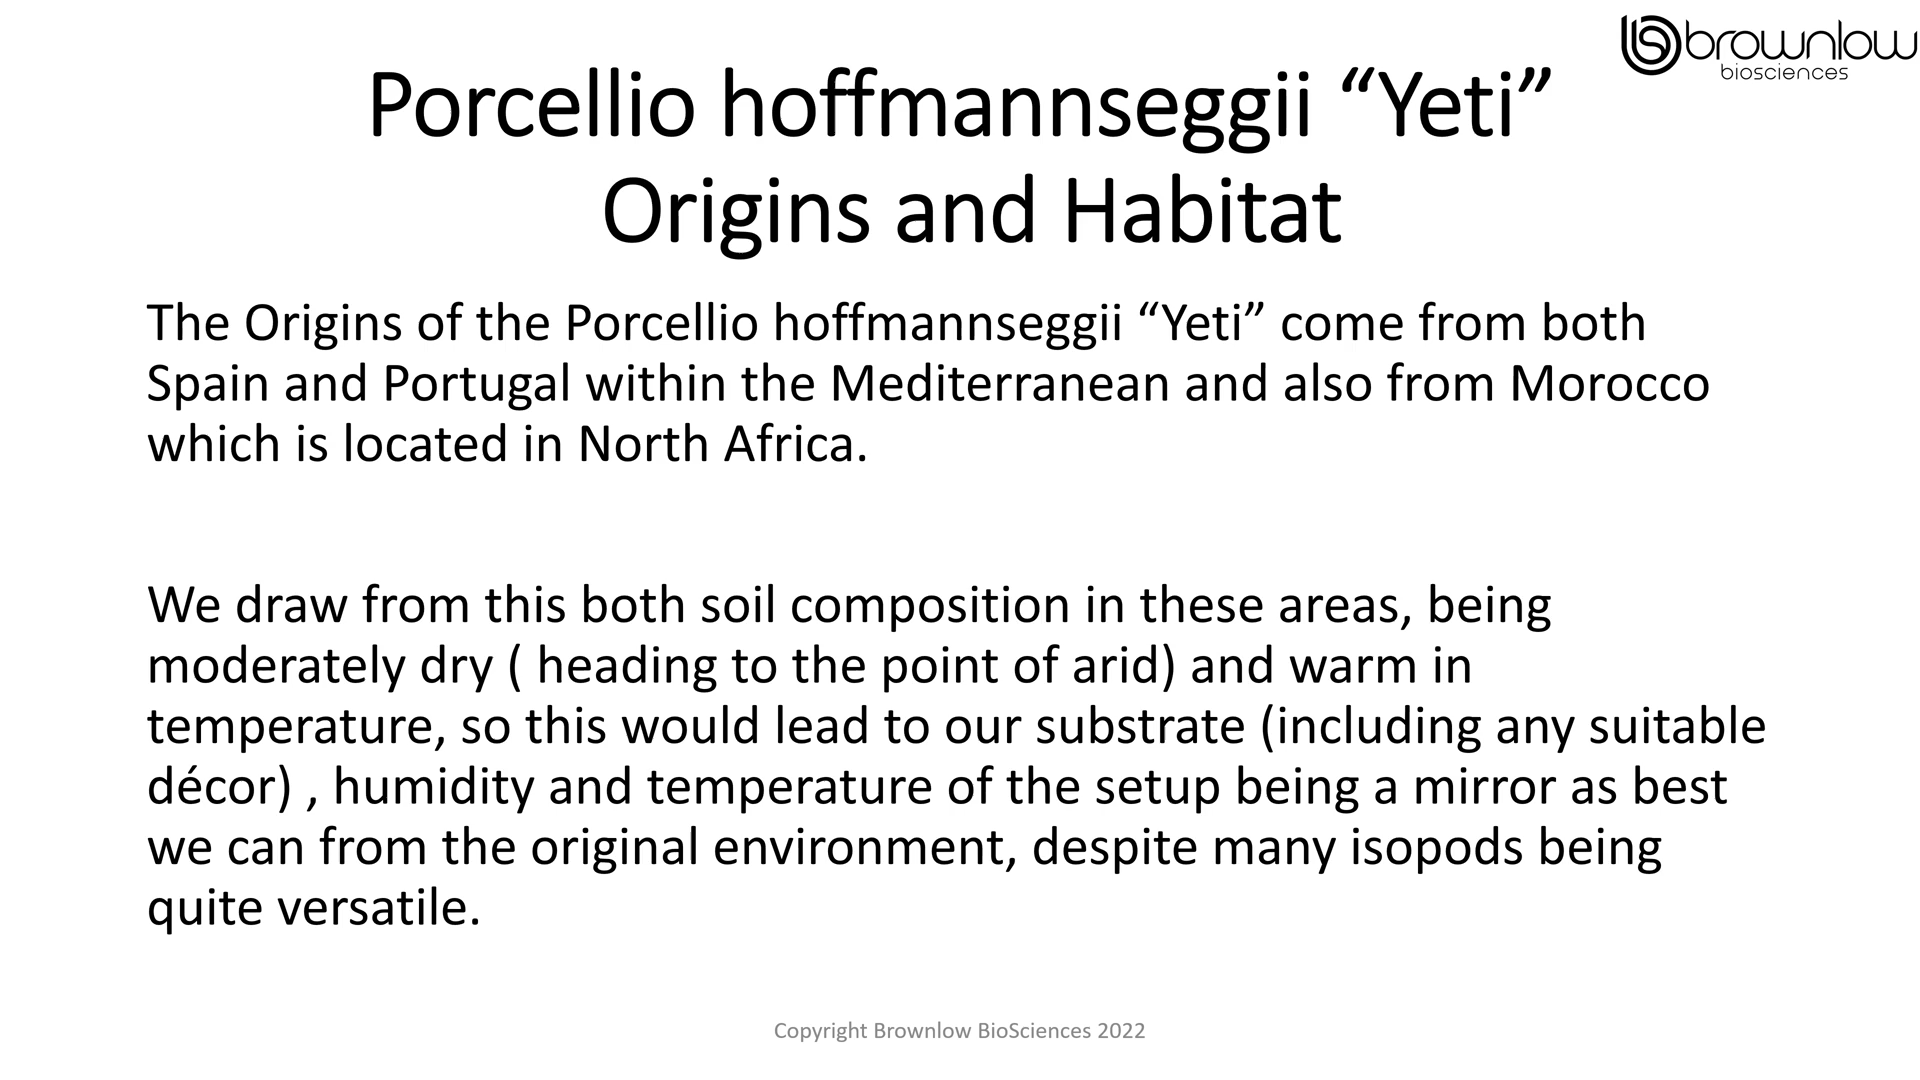 brownlow
biosciences
Porcellio hoffmannseggii “Yeti”
Origins and Habitat
The Origins of the Porcellio hoffmannseggii “Yeti” come from both
Spain and Portugal within the Mediterranean and also from Morocco
which is located in North Africa.
We draw from this both soil composition in these areas, being
moderately dry ( heading to the point of arid) and warm in
temperature, so this would lead to our substrate (including any suitable
décor) , humidity and temperature of the setup being a mirror as best
we can from the original environment, despite many isopods being
quite versatile.
Copyright Brownlow BioSciences 2022